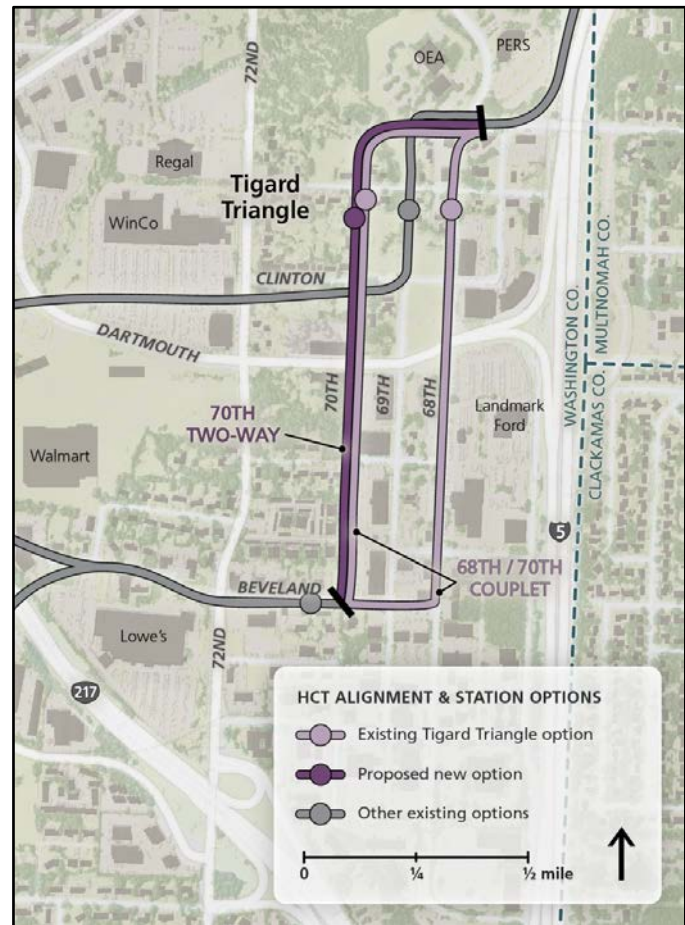 72ND
OEA
PERS
Regal
Tigard
Triangle
WinCo
CLINTON
DARTMOUTH
WASHINGTON CO.
MULTNOMAH CO.
CLACKAMAS CO.
70TH
69TH
68TH
70TH
TWO-WAY
Landmark
Ford
Walmart
5
68TH / 70TH
COUPLET
BEVELAND
Lowe's
72ND
217
HCT ALIGNMENT & STATION OPTIONS
Existing Tigard Triangle option
Proposed new option
Other existing options
0 ¼ ½ mile